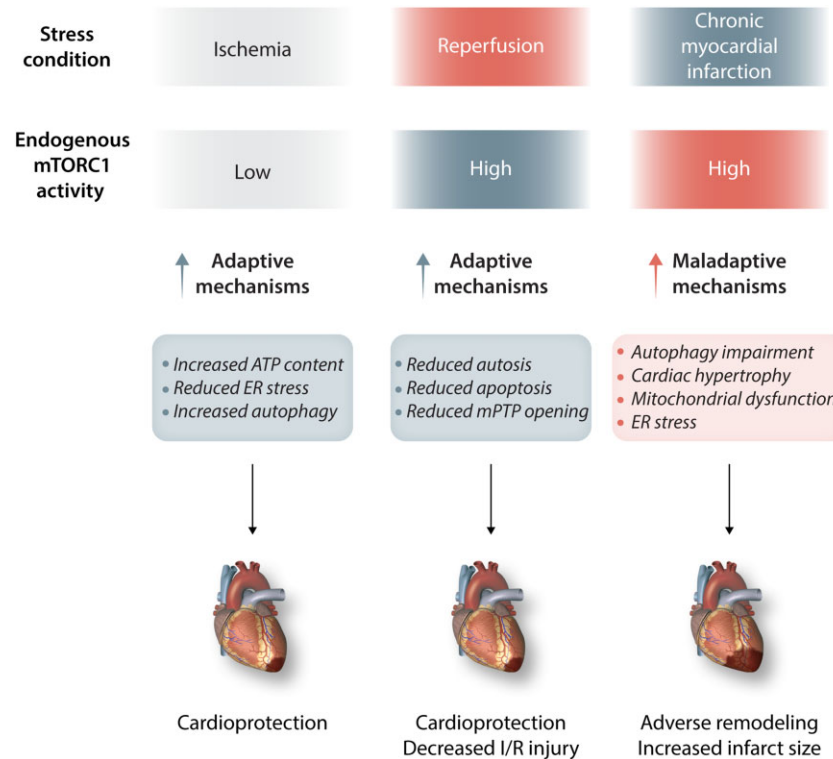 Stress
condition
Ischemia
Reperfusion
Chronic
myocardial
infarction
Endogenous
mTORC1
activity
Low
High
High
Adaptive
mechanisms
Adaptive
mechanisms
Maladaptive
mechanisms
• Increased ATP content
• Reduced ER stress
• Increased autophagy
• Reduced autosis
• Reduced apoptosis
• Reduced mPTP opening
• Autophagy impairment
• Cardiac hypertrophy
• Mitochondrial dysfunction
• ER stress
Cardioprotection
Cardioprotection
Decreased I/R injury
Adverse remodeling
Increased infarct size